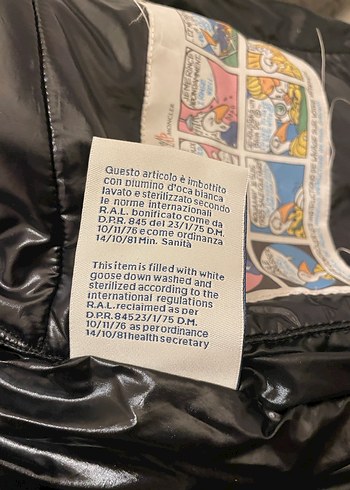 MONCLER
Questo articolo è imbottito
con piumino d'oca bianca
lavato e sterilizzato secondo
le norme internazionali
R.A.L. bonificato come da
D.P.R. 845 del 23/1/75 D.M.
10/11/76 e come ordinanza
14/10/81 Min. Sanità
This item is filled with white
goose down washed and
sterilized according to the
international regulations
R.A.L. reclaimed as per
D.P.R.84523/1/75 D.M.
10/11/76 as per ordinance
14/10/81 health secretary